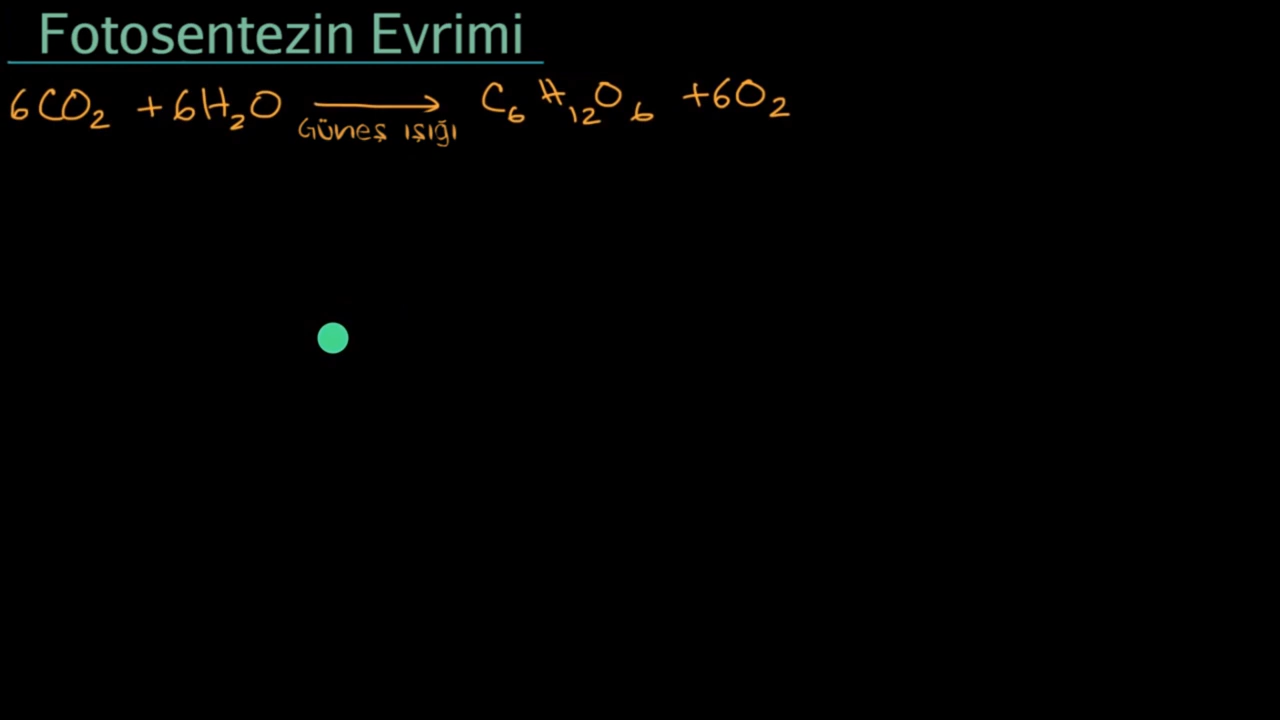 Fotosentezin Evrimi
6CO₂ + 6H₂O ⟶ C₆H₁₂O₆ + 6O₂
Güneş ışığı